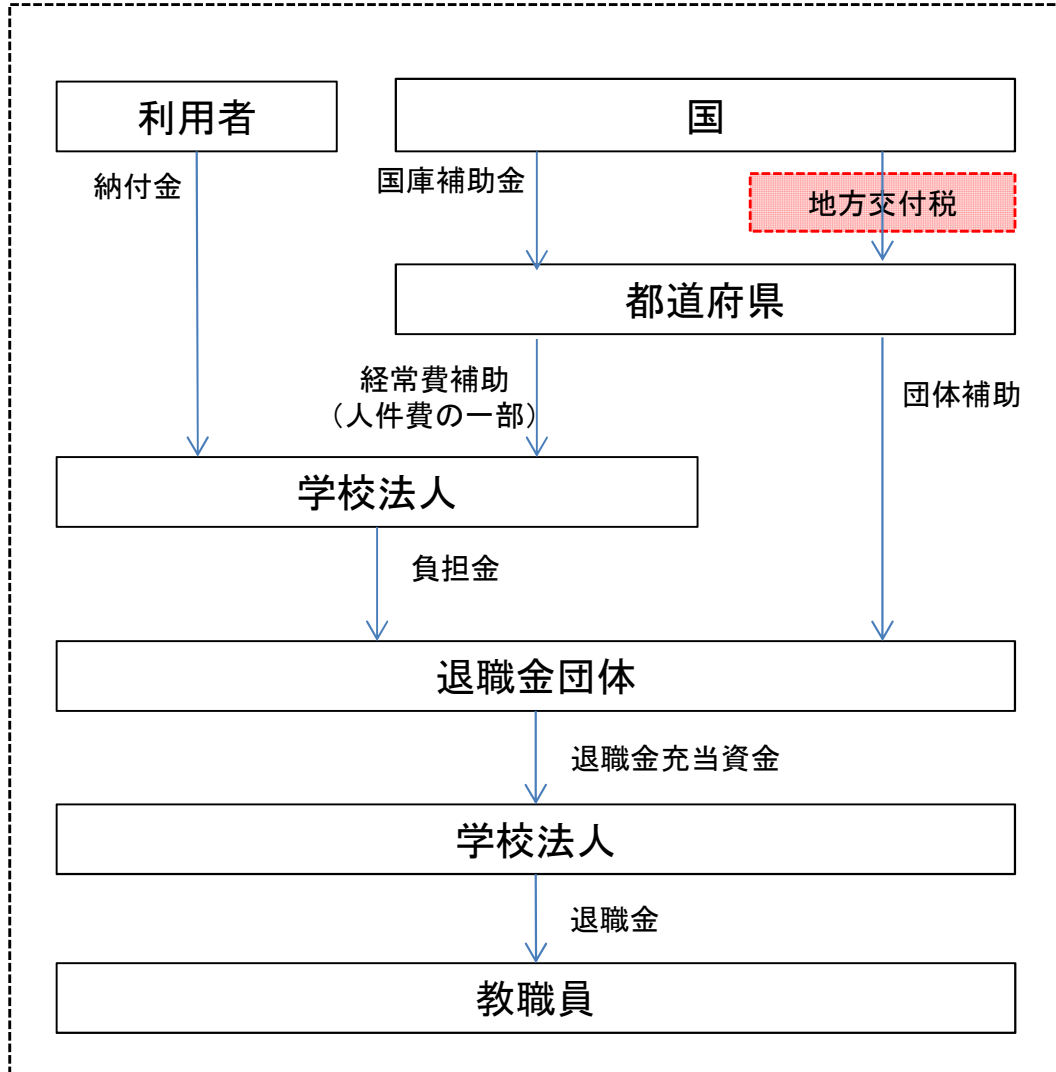 利用者
国
納付金
国庫補助金
地方交付税
都道府県
経常費補助
（人件費の一部）
団体補助
学校法人
負担金
退職金団体
退職金充当資金
学校法人
退職金
教職員